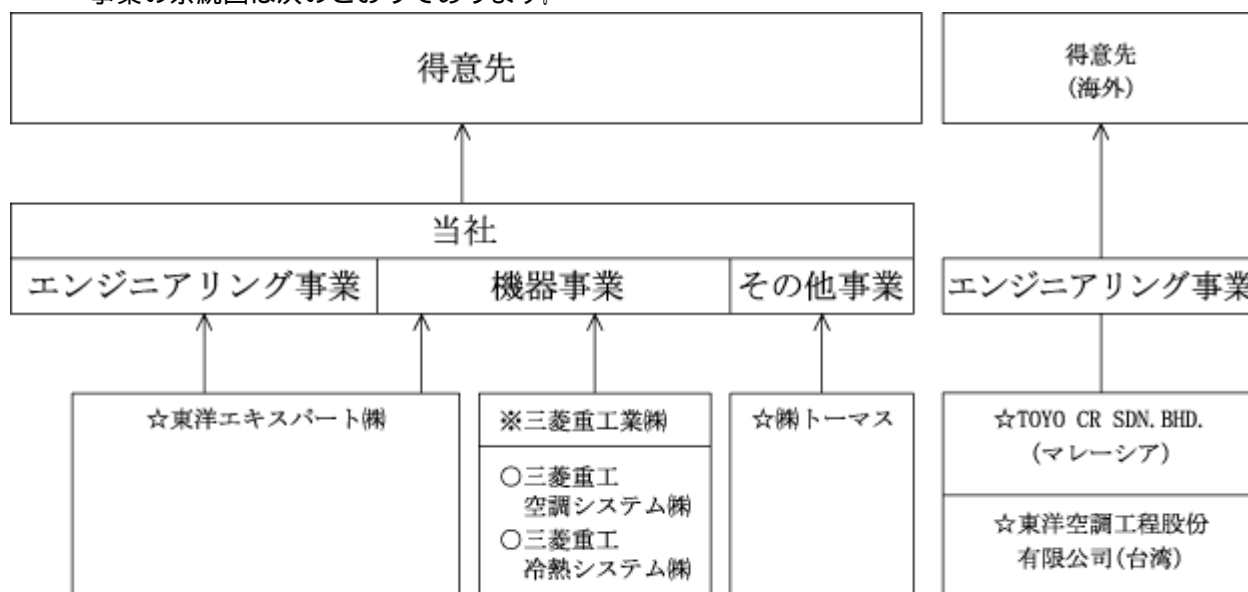 事業の系統図は次のとおりであります。
得意先
得意先
(海外)
当社
エンジニアリング事業
機器事業
その他事業
エンジニアリング事業
☆東洋エキスパート㈱
※三菱重工業㈱
○三菱重工
空調システム㈱
○三菱重工
冷熱システム㈱
☆㈱トーマス
☆TOYO CR SDN.BHD.
(マレーシア)
☆東洋空調工程股份
有限公司(台湾)